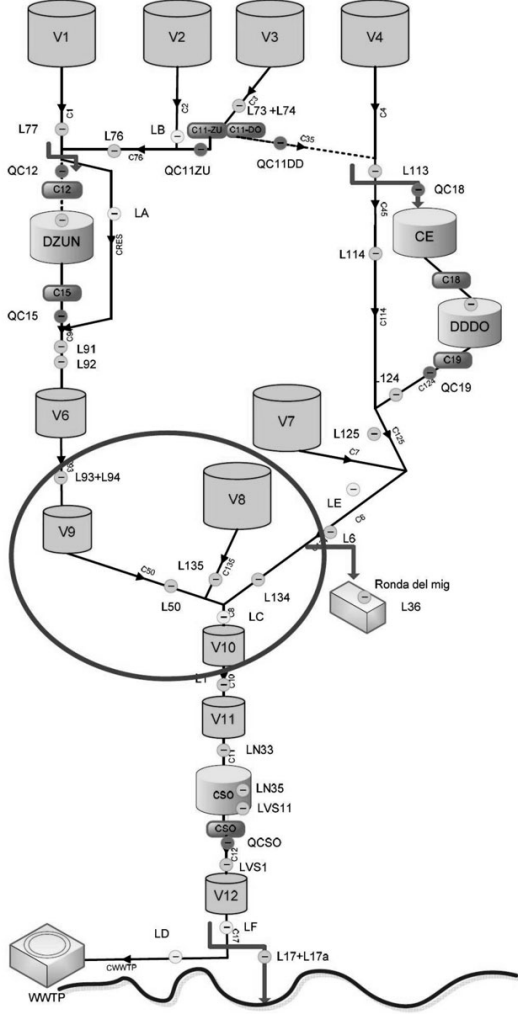 V1
V2
V3
V4
C1
C2
C3
C4
L73 +L74
L77
L76
LB
C11-ZU
C11-DO
C35
C76
QC11ZU
QC11DD
L113
QC12
C12
QC18
LA
CE
C45
DZUN
CRES
L114
C18
C15
DDDO
QC15
C114
C19
L91
L92
L124
C124
QC19
V6
V7
L125
C125
C7
L93+L94
V8
LE
V9
C6
L6
C50
L135
C135
Ronda del mig
L50
L134
L36
C8
LC
V10
C10
V11
C11
LN33
CSO
LN35
LVS11
CSO
QCSO
C12
LVS1
V12
LD
LF
C17
CWWTP
L17+L17a
WWTP